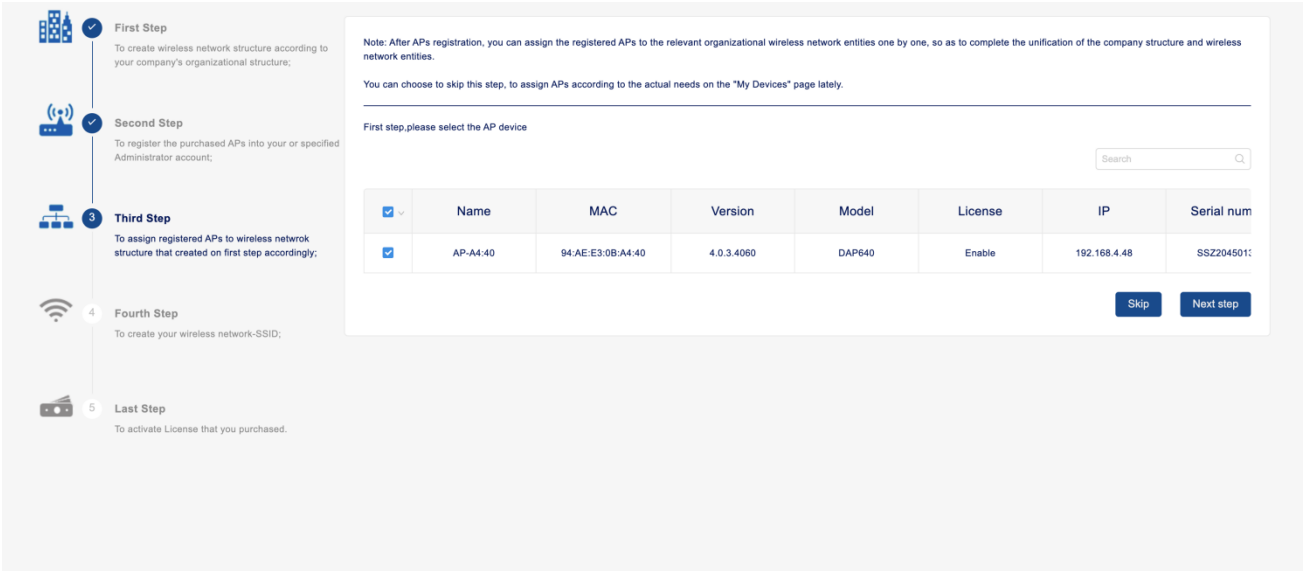 First Step
To create wireless network structure according to
your company's organizational structure;
Second Step
To register the purchased APs into your or specified
Administrator account;
3
Third Step
To assign registered APs to wireless netwrok
structure that created on first step accordingly;
4
Fourth Step
To create your wireless network-SSID;
5
Last Step
To activate License that you purchased.
Note: After APs registration, you can assign the registered APs to the relevant organizational wireless network entities one by one, so as to complete the unification of the company structure and wireless
network entities.
You can choose to skip this step, to assign APs according to the actual needs on the "My Devices" page lately.
First step,please select the AP device
Search
Name MAC Version Model License IP Serial num
AP-A4:40 94:AE:E3:0B:A4:40 4.0.3.4060 DAP640 Enable 192.168.4.48 SSZ2045013
Skip Next step